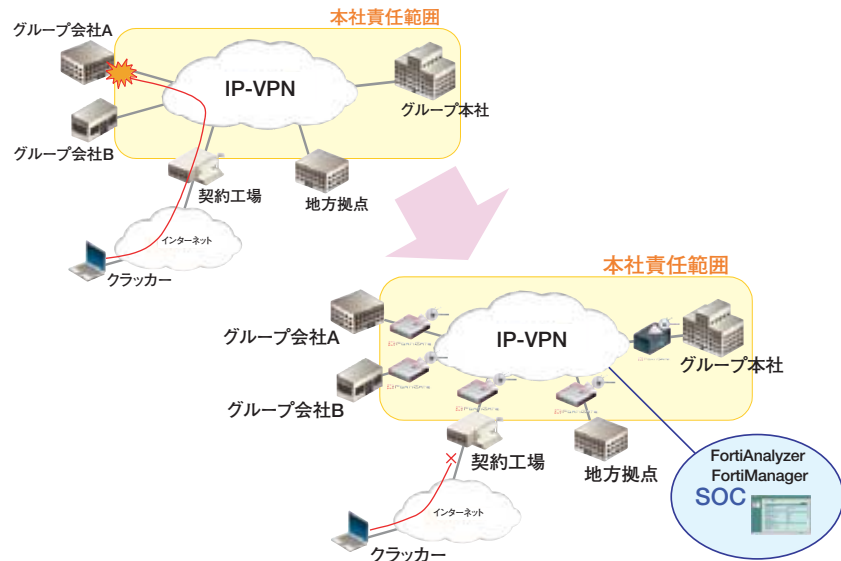 本社責任範囲
グループ会社A
IP-VPN
グループ本社
グループ会社B
契約工場
地方拠点
インターネット
クラッカー
本社責任範囲
グループ会社A
IP-VPN
グループ本社
グループ会社B
契約工場
地方拠点
FortiAnalyzer
FortiManager
SOC
インターネット
クラッカー